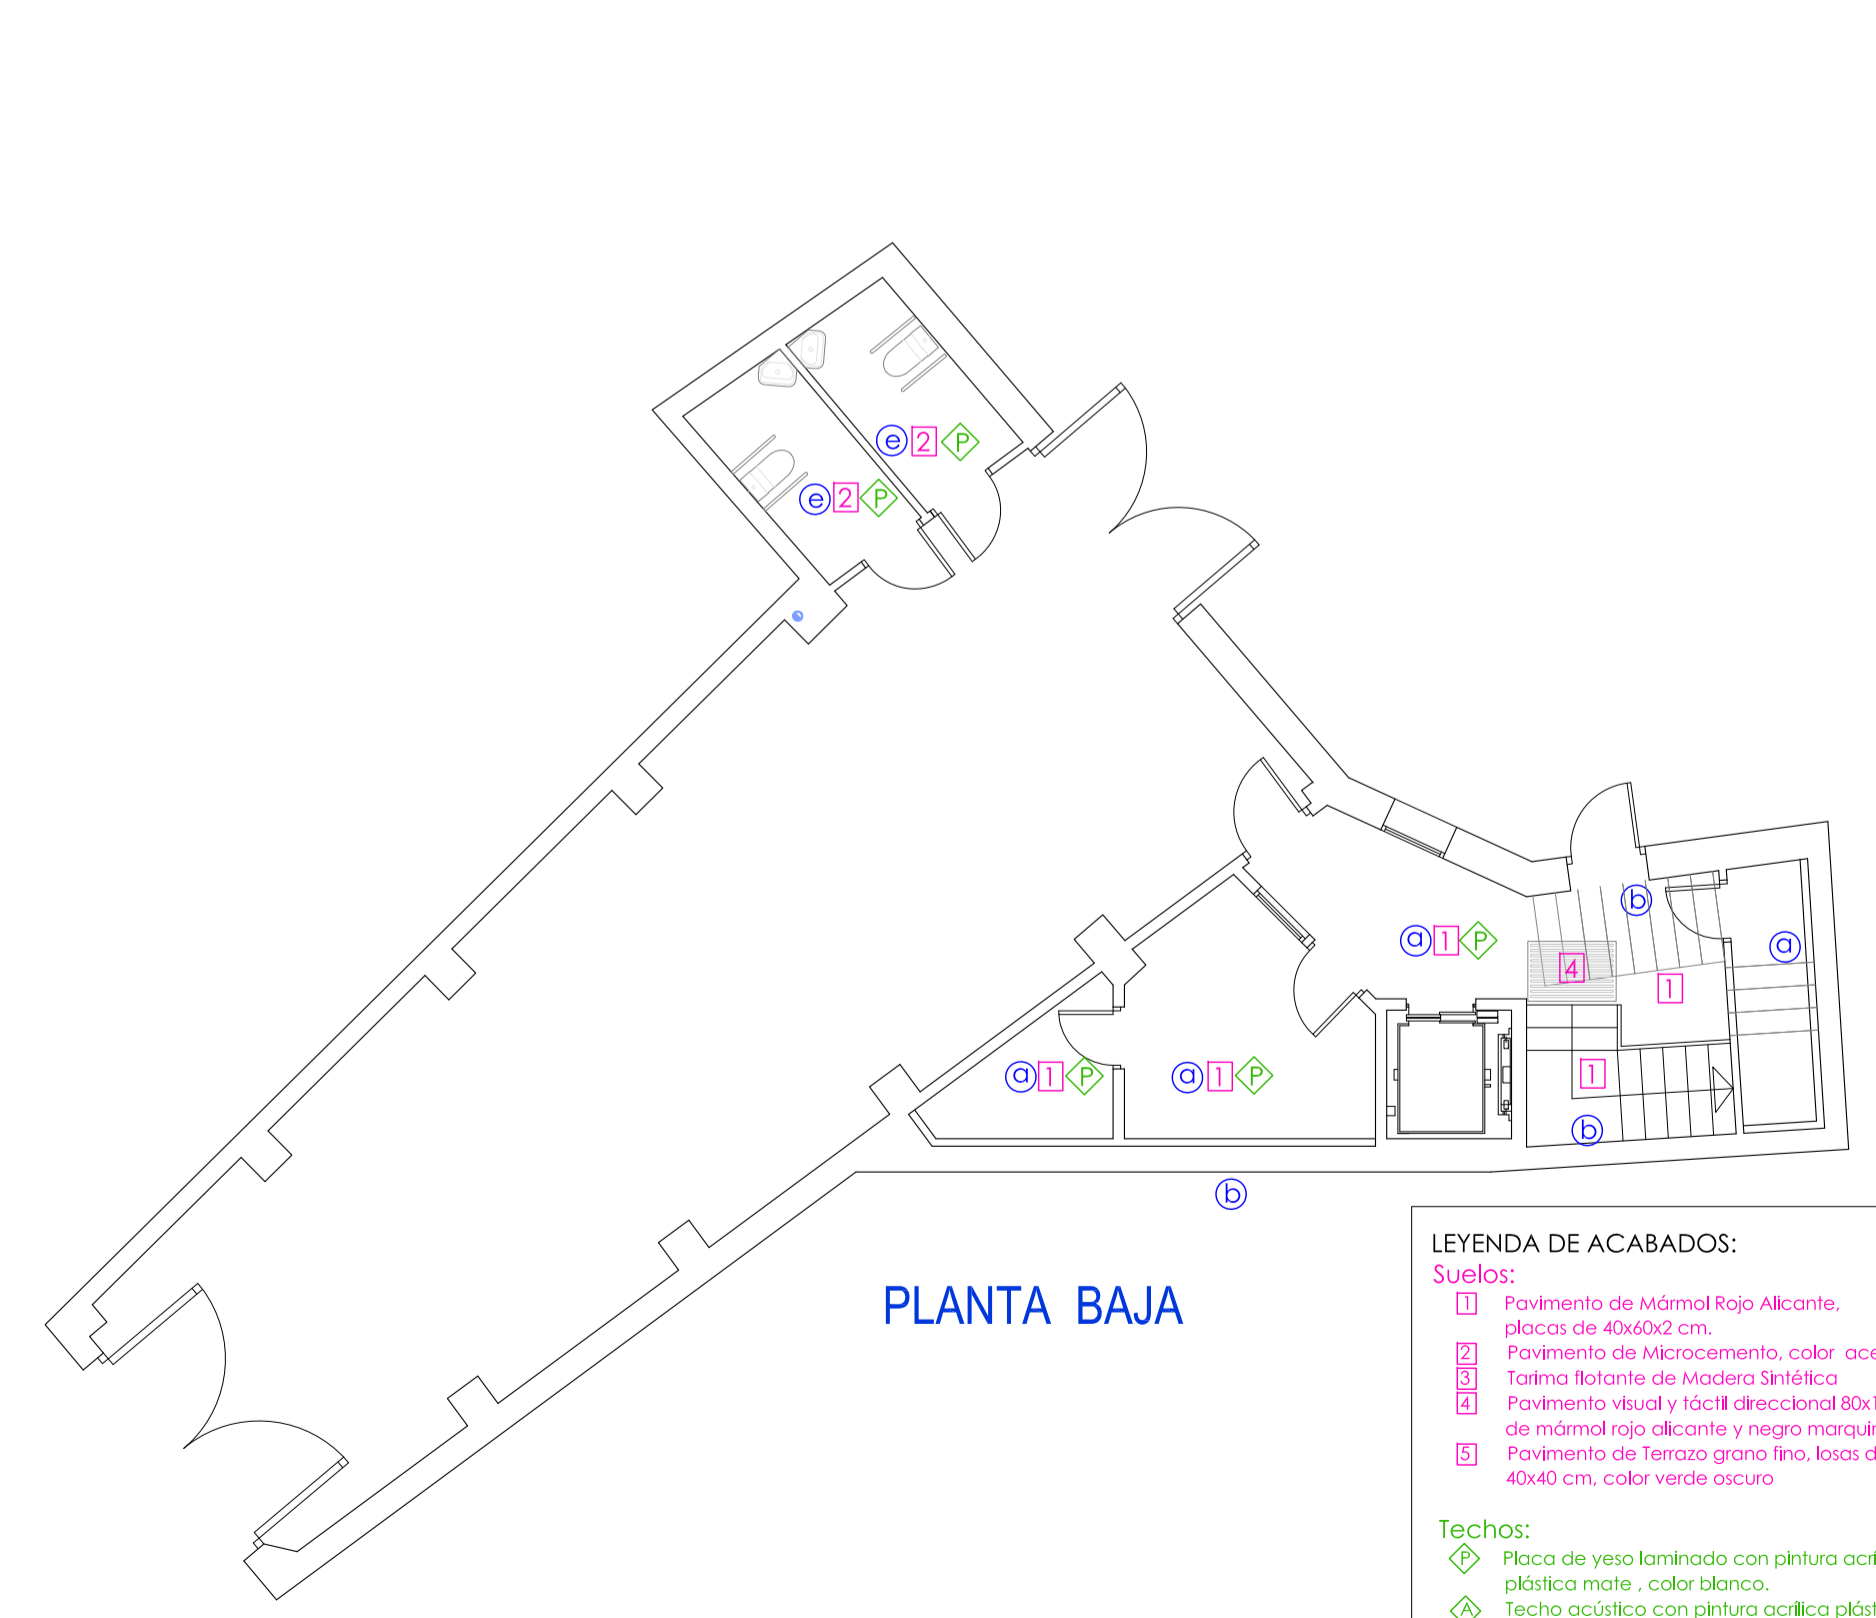 e 2 P
e 2 P
b
a 1 P
a
4
1
a 1 P
a 1 P
1
b
b
PLANTA BAJA
LEYENDA DE ACABADOS:
Suelos:
1 Pavimento de Mármol Rojo Alicante,
placas de 40x60x2 cm.
2 Pavimento de Microcemento, color
3 Tarima flotante de Madera Sintética
4 Pavimento visual y táctil direccional
de mármol rojo alicante y negro
5 Pavimento de Terrazo grano fino, losas
40x40 cm, color verde oscuro
Techos:
P Placa de yeso laminado con pintura
plástica mate , color blanco.
A Techo acústico con pintura acrílica